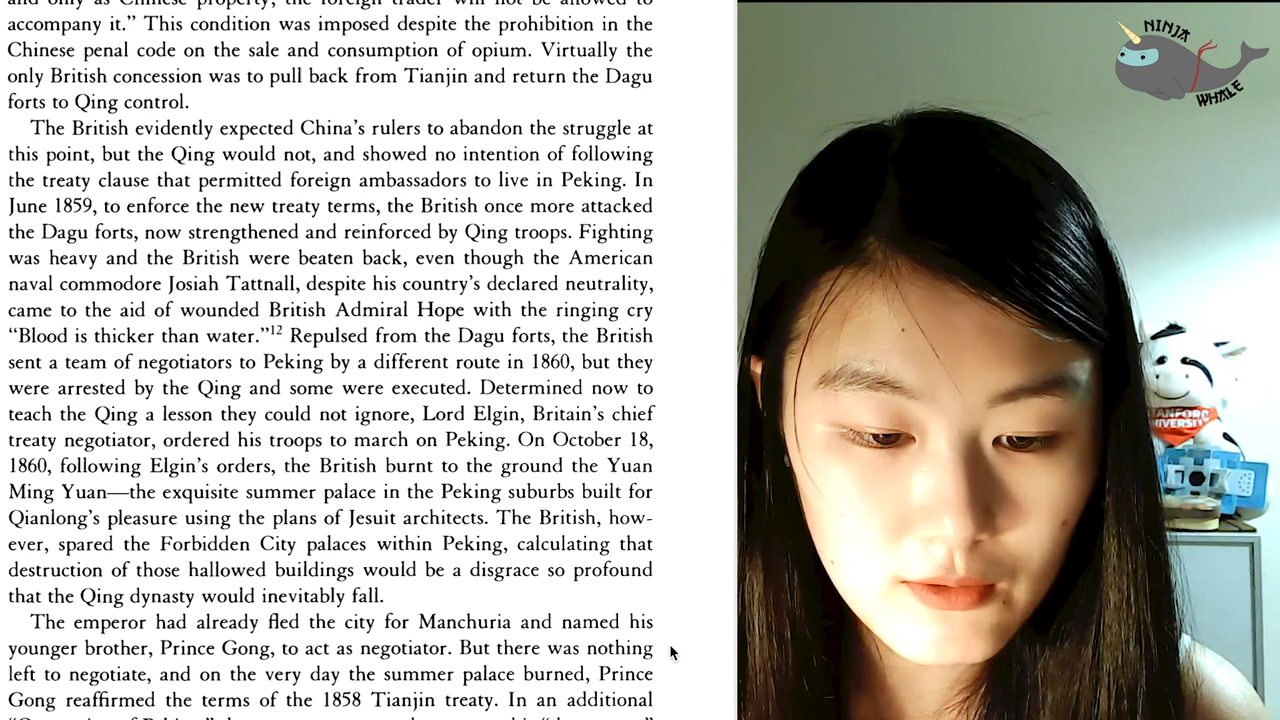 and only as Chinese property; the foreign trader will not be allowed to
accompany it.” This condition was imposed despite the prohibition in the
Chinese penal code on the sale and consumption of opium. Virtually the
only British concession was to pull back from Tianjin and return the Dagu
forts to Qing control.
The British evidently expected China’s rulers to abandon the struggle at
this point, but the Qing would not, and showed no intention of following
the treaty clause that permitted foreign ambassadors to live in Peking. In
June 1859, to enforce the new treaty terms, the British once more attacked
the Dagu forts, now strengthened and reinforced by Qing troops. Fighting
was heavy and the British were beaten back, even though the American
naval commodore Josiah Tattnall, despite his country’s declared neutrality,
came to the aid of wounded British Admiral Hope with the ringing cry
“Blood is thicker than water.”12 Repulsed from the Dagu forts, the British
sent a team of negotiators to Peking by a different route in 1860, but they
were arrested by the Qing and some were executed. Determined now to
teach the Qing a lesson they could not ignore, Lord Elgin, Britain’s chief
treaty negotiator, ordered his troops to march on Peking. On October 18,
1860, following Elgin’s orders, the British burnt to the ground the Yuan
Ming Yuan—the exquisite summer palace in the Peking suburbs built for
Qianlong’s pleasure using the plans of Jesuit architects. The British, how-
ever, spared the Forbidden City palaces within Peking, calculating that
destruction of those hallowed buildings would be a disgrace so profound
that the Qing dynasty would inevitably fall.
The emperor had already fled the city for Manchuria and named his
younger brother, Prince Gong, to act as negotiator. But there was nothing
left to negotiate, and on the very day the summer palace burned, Prince
Gong reaffirmed the terms of the 1858 Tianjin treaty. In an additional
NINJA
WHALE
STANFORD
UNIVERSITY